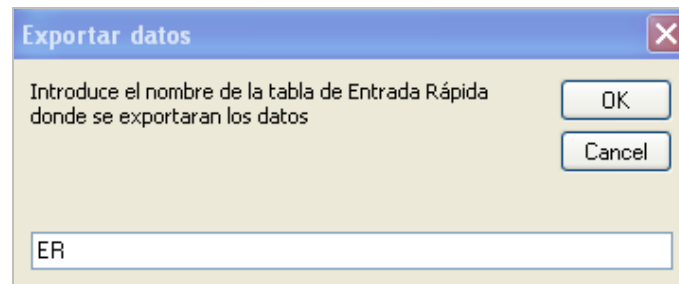 Exportar datos
Introduce el nombre de la tabla de Entrada Rápida
donde se exportaran los datos
OK
Cancel
ER